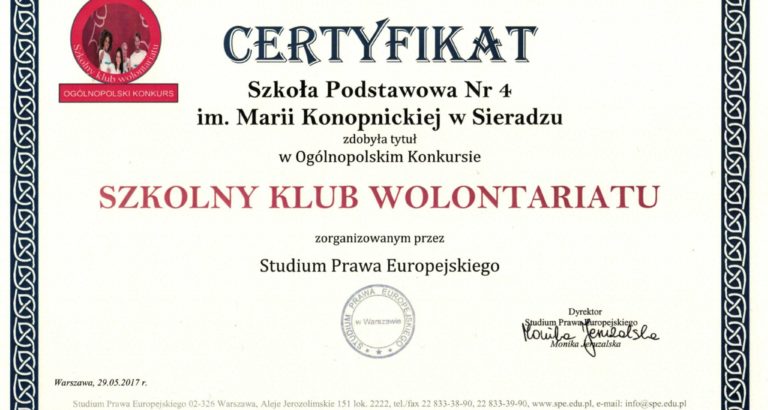 Szkolny klub wolontariatu
OGÓLNOPOLSKI KONKURS
CERTYFIKAT
Szkoła Podstawowa Nr 4
im. Marii Konopnickiej w Sieradzu
zdobyła tytuł
w Ogólnopolskim Konkursie
SZKOLNY KLUB WOLONTARIATU
zorganizowanym przez
Studium Prawa Europejskiego
STUDIUM PRAWA EUROPEJSKIEGO
w Warszawie
Dyrektor
Studium Prawa Europejskiego
Monika Jeruzalska
Monika Jeruzalska
Warszawa, 29.05.2017 r.
Studium Prawa Europejskiego 02-326 Warszawa, Aleje Jerozolimskie 151 lok. 2222, tel./fax 22 833-38-90, 22 833-39-90, www.spe.edu.pl, e-mail: info@spe.edu.pl